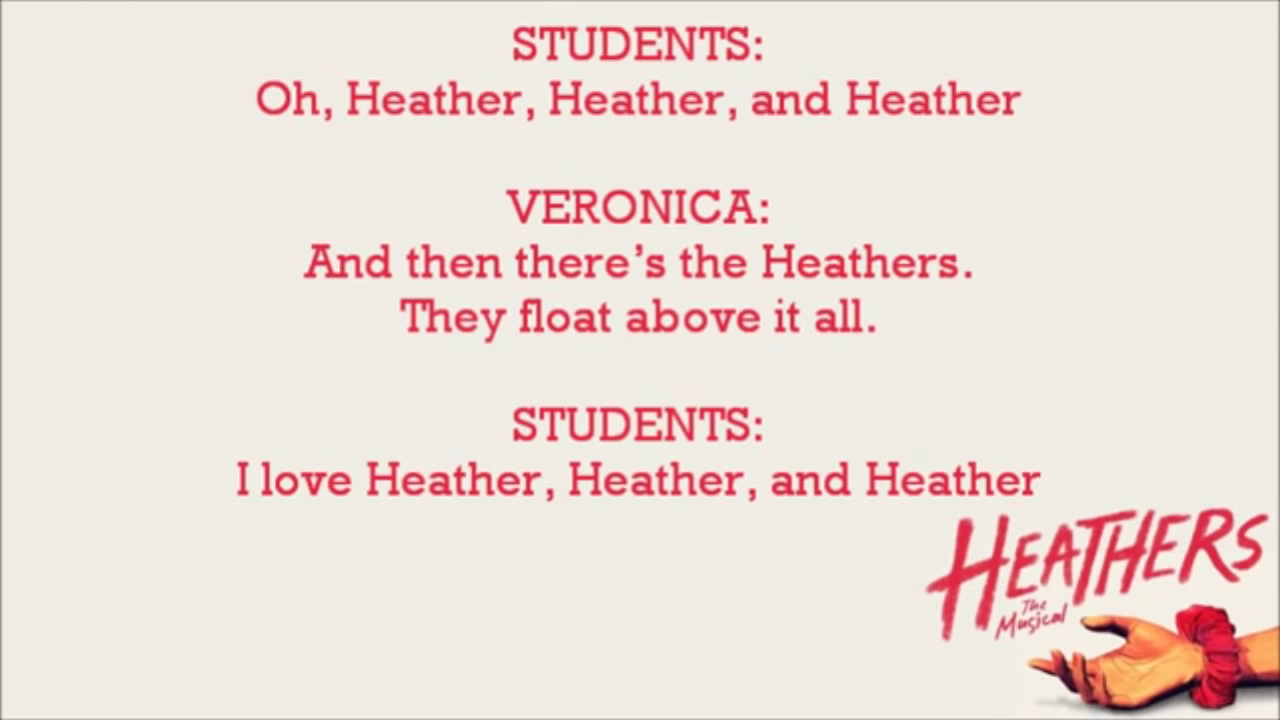 STUDENTS:
Oh, Heather, Heather, and Heather
VERONICA:
And then there’s the Heathers.
They float above it all.
STUDENTS:
I love Heather, Heather, and Heather
HEATHERS
The
Musical